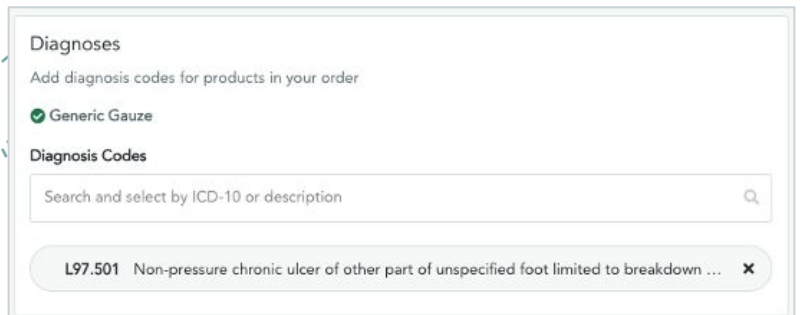 Diagnoses
Add diagnosis codes for products in your order
Generic Gauze
Diagnosis Codes
Search and select by ICD-10 or description
L97.501 Non-pressure chronic ulcer of other part of unspecified foot limited to breakdown ...